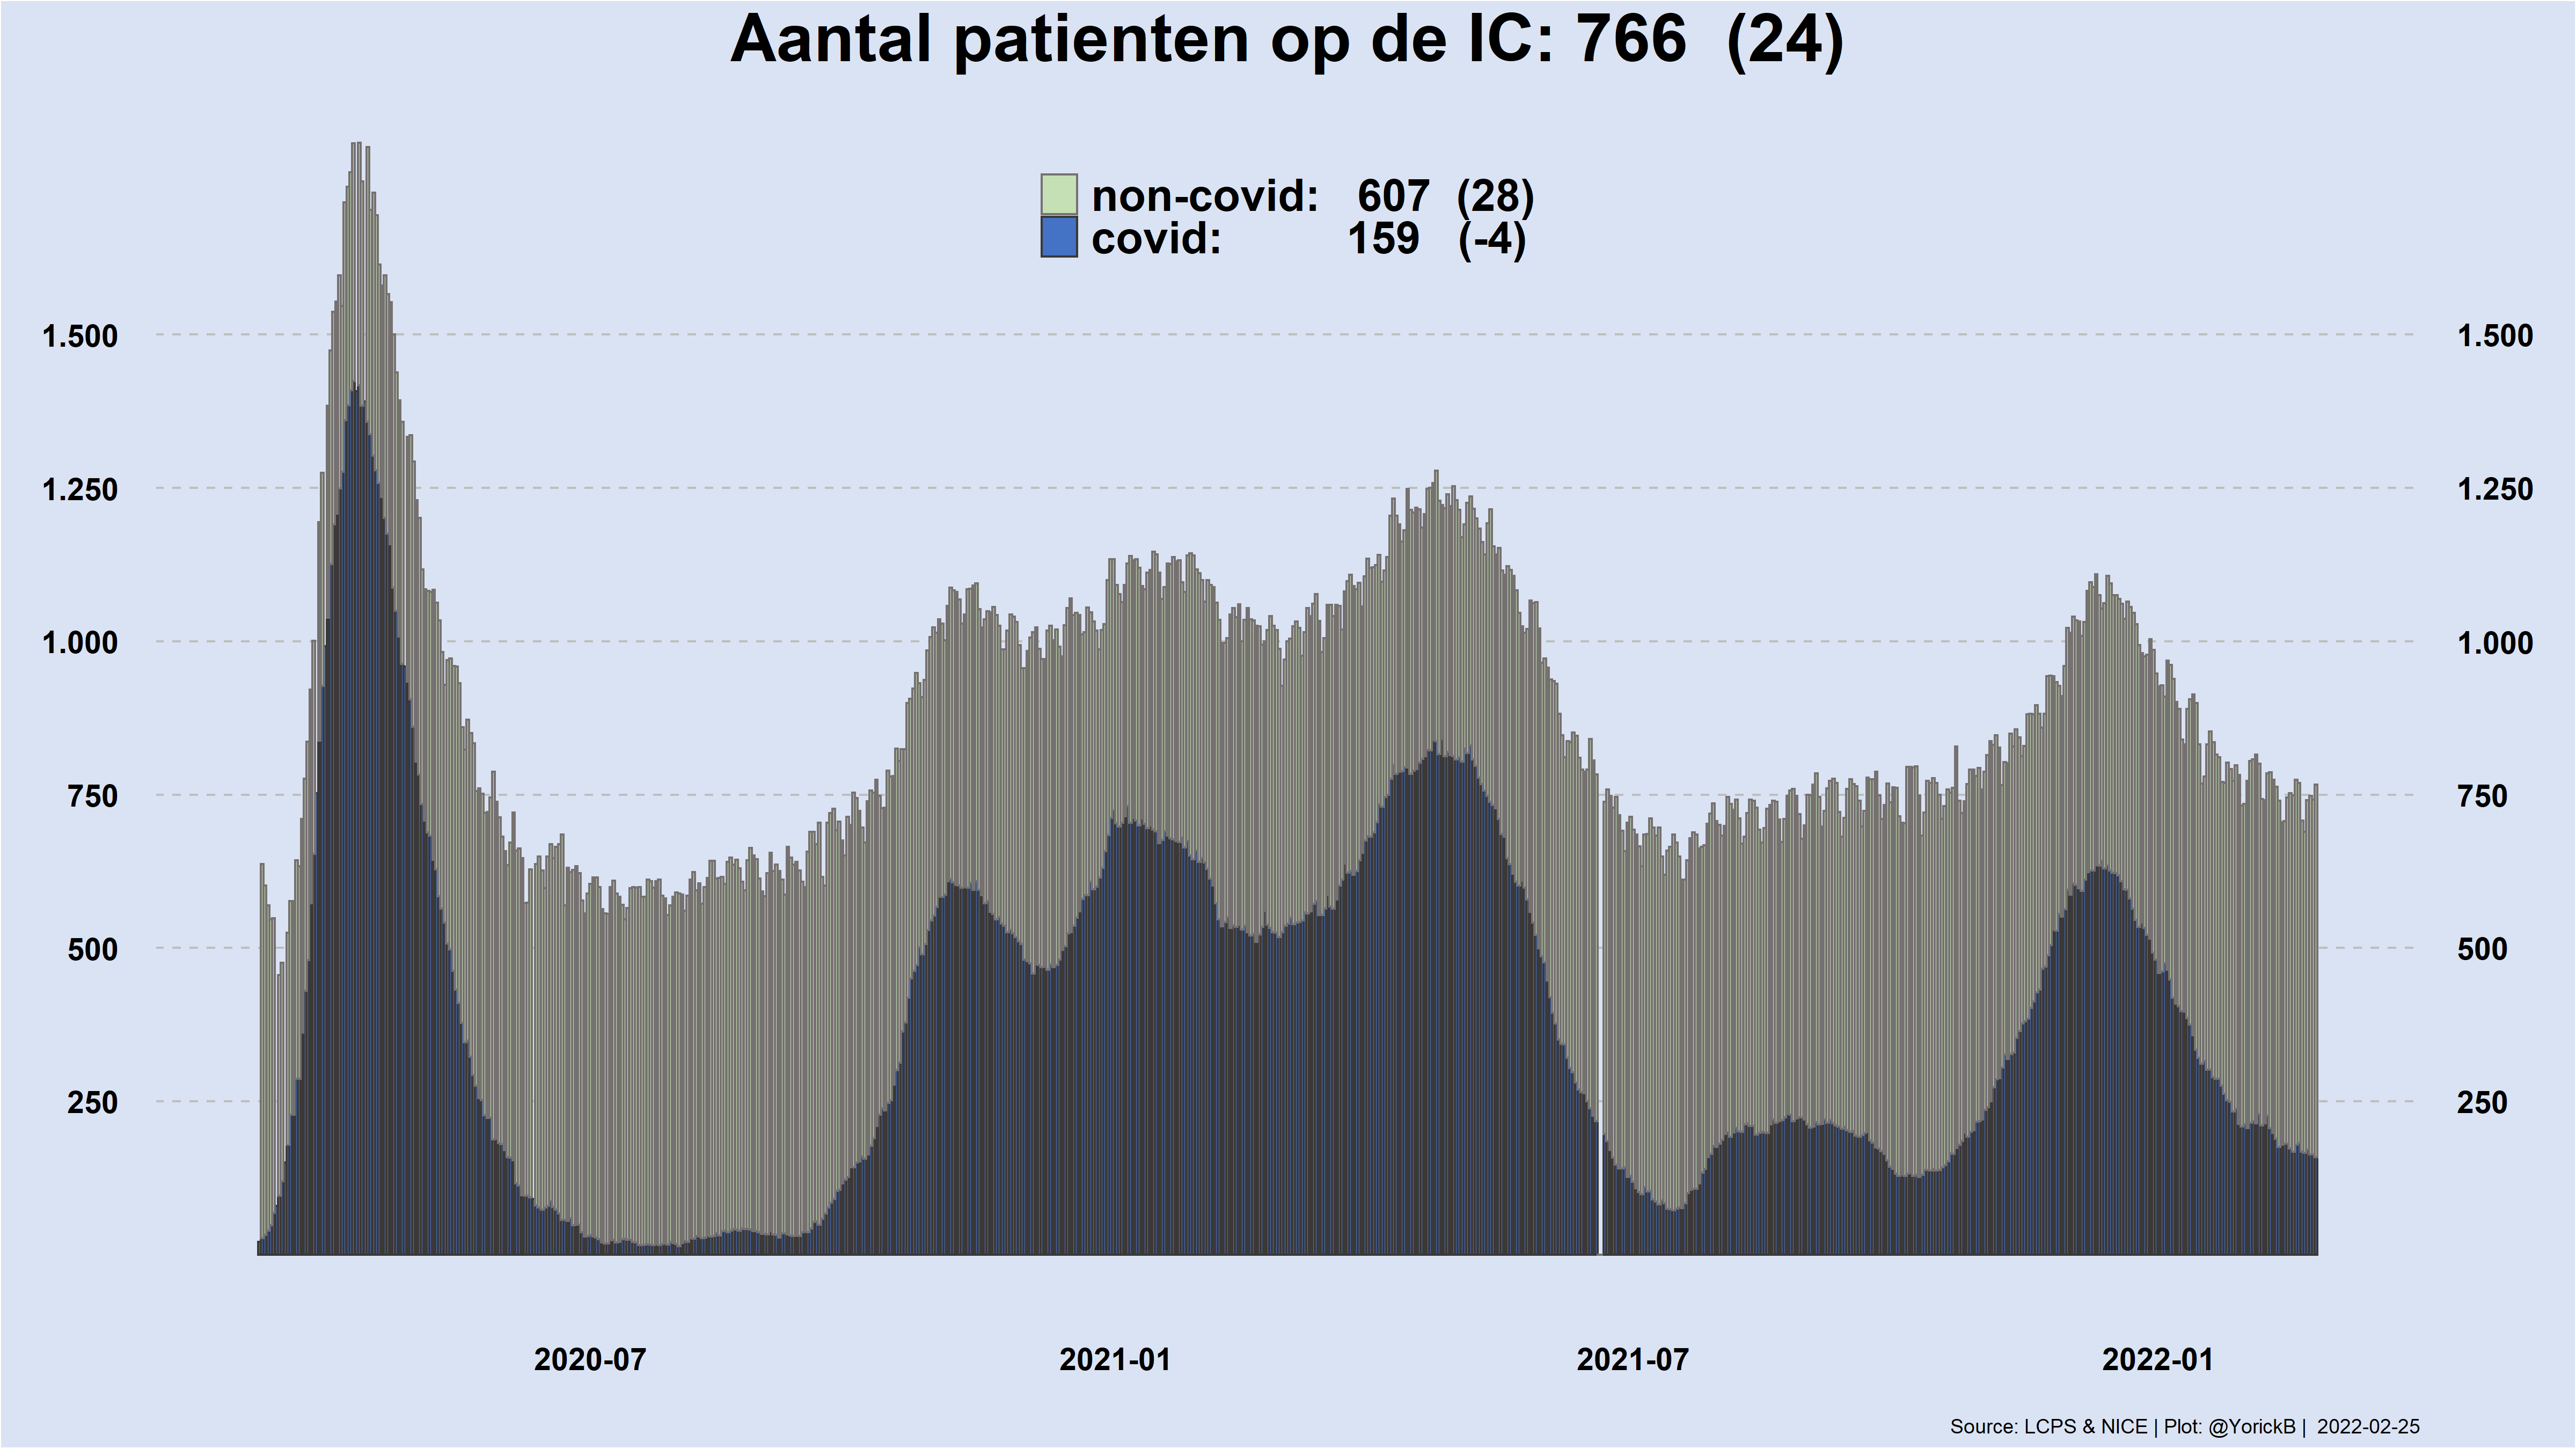 Aantal patienten op de IC: 766 (24)
non-covid: 607 (28)
covid: 159 (-4)
1.500 1.500
1.250 1.250
1.000 1.000
750 750
500 500
250 250
2020-07 2021-01 2021-07 2022-01
Source: LCPS & NICE | Plot: @YorickB | 2022-02-25